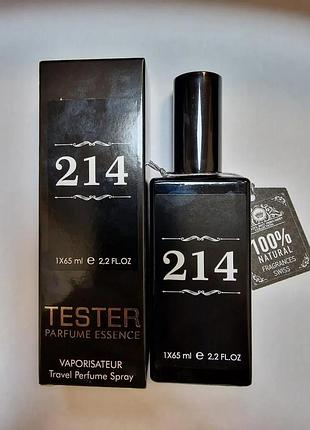 214
1X65 ml e 2,2 FL.OZ
TESTER
PARFUME ESSENCE
VAPORISATEUR
Travel Perfume Spray
214
1X65 ml e 2,2 FL.OZ
100%
NATURAL
FRAGRANCES
SWISS